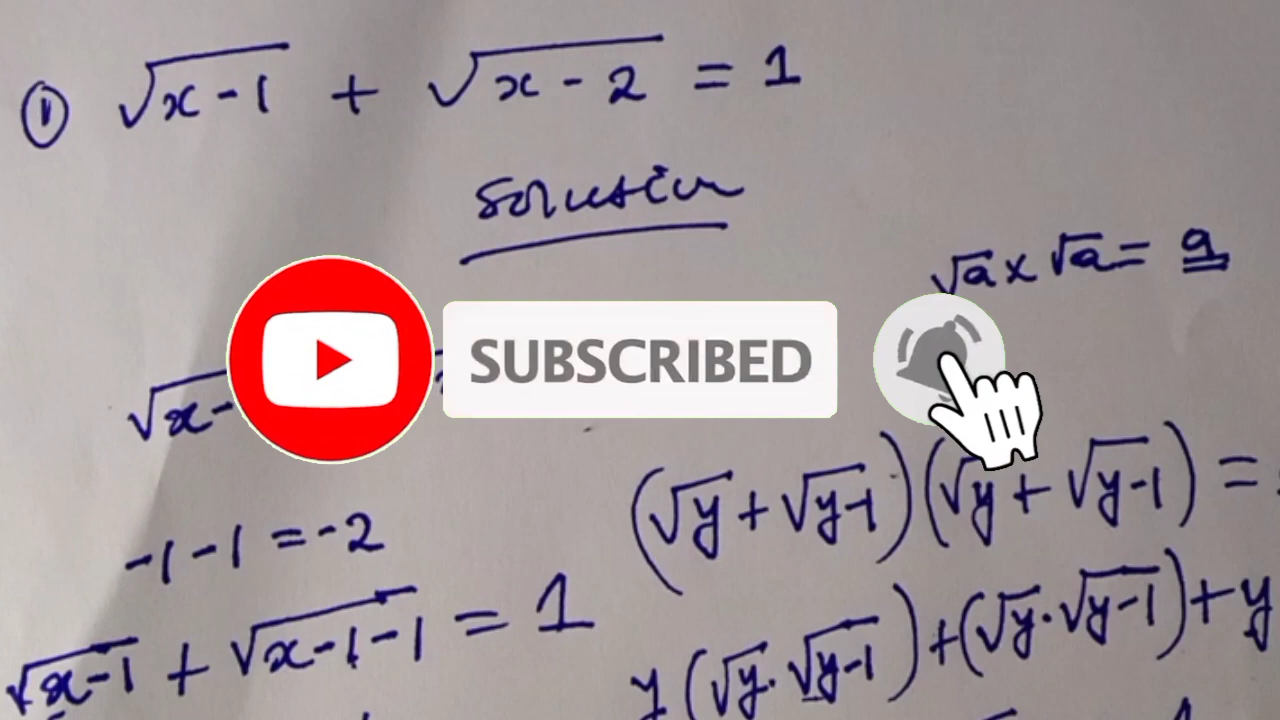 ① √x-1 + √x-2 = 1
Solution
√a × √a = a
SUBSCRIBED
√x-
-1-1 = -2
√x-1 + √x-1-1 = 1
(√y + √y-1)(√y + √y-1) =
y(√y·√y-1)+(√y·√y-1)+y